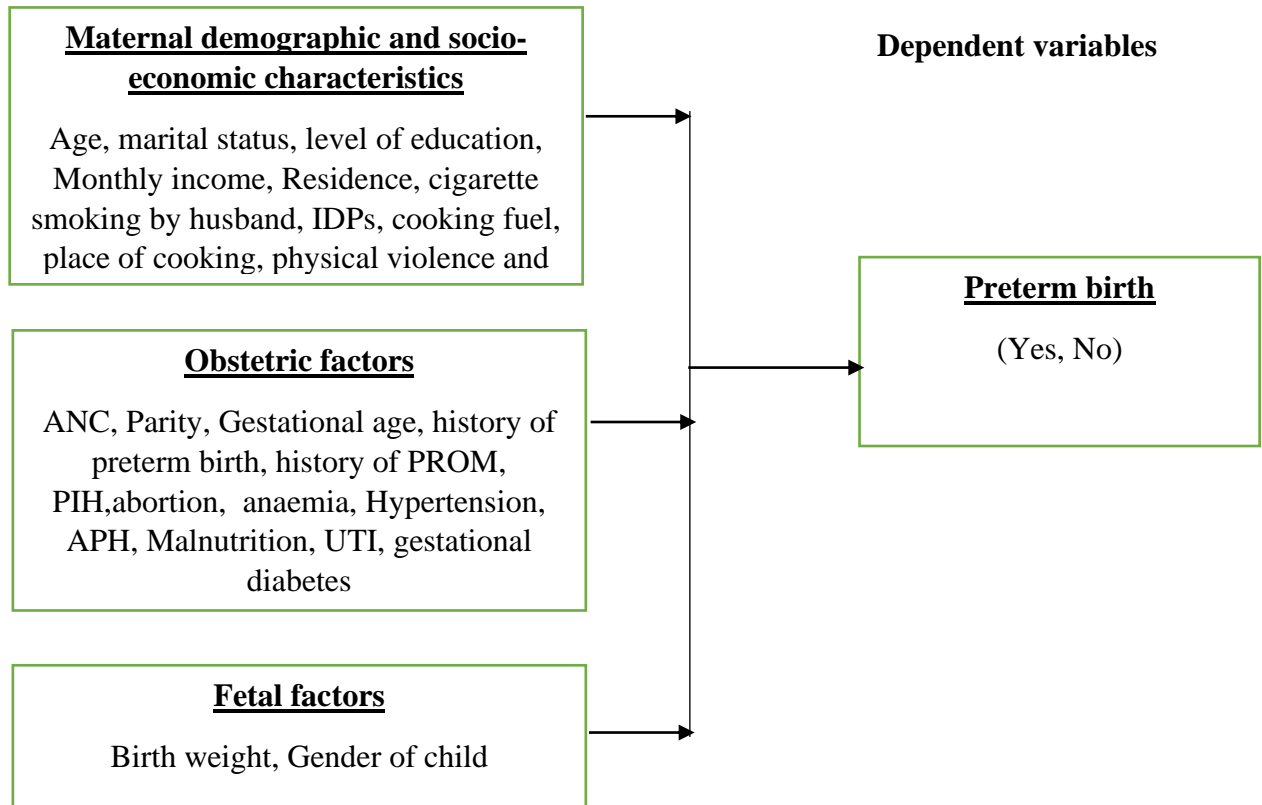 Maternal demographic and socio-
economic characteristics
Age, marital status, level of education,
Monthly income, Residence, cigarette
smoking by husband, IDPs, cooking fuel,
place of cooking, physical violence and
Dependent variables
Preterm birth
(Yes, No)
Obstetric factors
ANC, Parity, Gestational age, history of
preterm birth, history of PROM,
PIH,abortion,  anaemia, Hypertension,
APH, Malnutrition, UTI, gestational
diabetes
Fetal factors
Birth weight, Gender of child